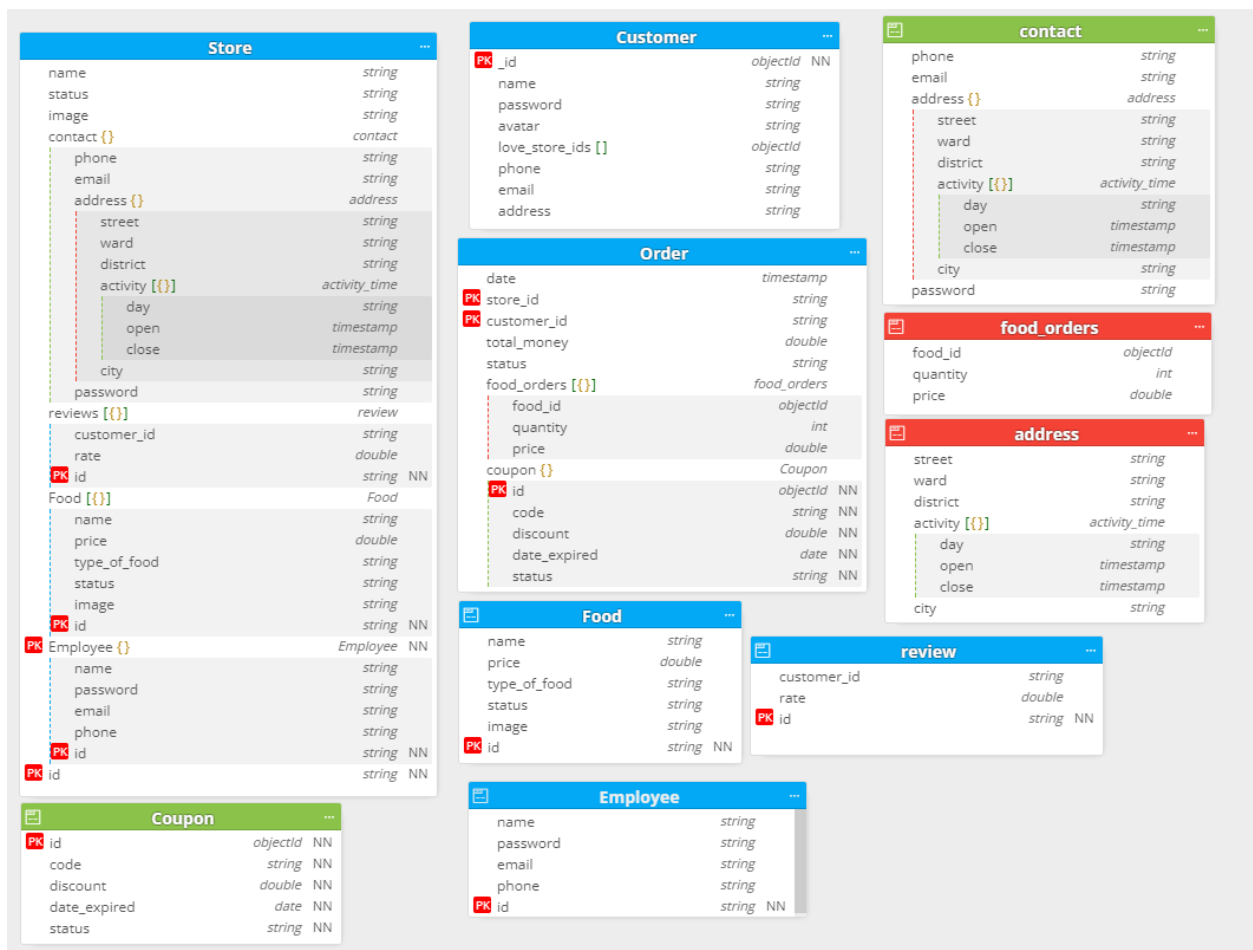 Store ...
name string
status string
image string
contact {} contact
phone string
email string
address {} address
street string
ward string
district string
activity [{}] activity_time
day string
open timestamp
close timestamp
city string
password string
reviews [{}] review
customer_id string
rate double
PK id string NN
Food [{}] Food
name string
price double
type_of_food string
status string
image string
PK id string NN
PK Employee {} Employee NN
name string
password string
email string
phone string
PK id string NN
PK id string NN
Coupon ...
PK id objectId NN
code string NN
discount double NN
date_expired date NN
status string NN
Customer ...
PK _id objectId NN
name string
password string
avatar string
love_store_ids [] objectId
phone string
email string
address string
Order ...
date timestamp
PK store_id string
PK customer_id string
total_money double
status string
food_orders [{}] food_orders
food_id objectId
quantity int
price double
coupon {} Coupon
PK id objectId NN
code string NN
discount double NN
date_expired date NN
status string NN
Food ...
name string
price double
type_of_food string
status string
image string
PK id string NN
Employee ...
name string
password string
email string
phone string
PK id string NN
contact ...
phone string
email string
address {} address
street string
ward string
district string
activity [{}] activity_time
day string
open timestamp
close timestamp
city string
password string
food_orders ...
food_id objectId
quantity int
price double
address ...
street string
ward string
district string
activity [{}] activity_time
day string
open timestamp
close timestamp
city string
review ...
customer_id string
rate double
PK id string NN